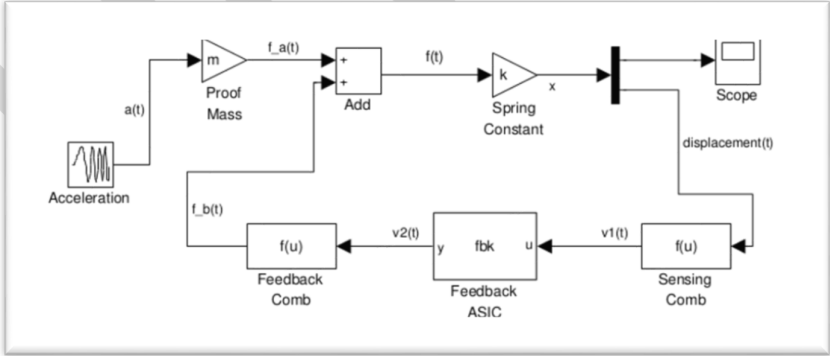 f_a(t)
f(t)
m
+
+
k
x
Proof
Mass
Add
Spring
Constant
Scope
a(t)
displacement(t)
Acceleration
f_b(t)
v2(t)
v1(t)
f(u)
y
fbk
u
f(u)
Feedback
Comb
Feedback
ASIC
Sensing
Comb